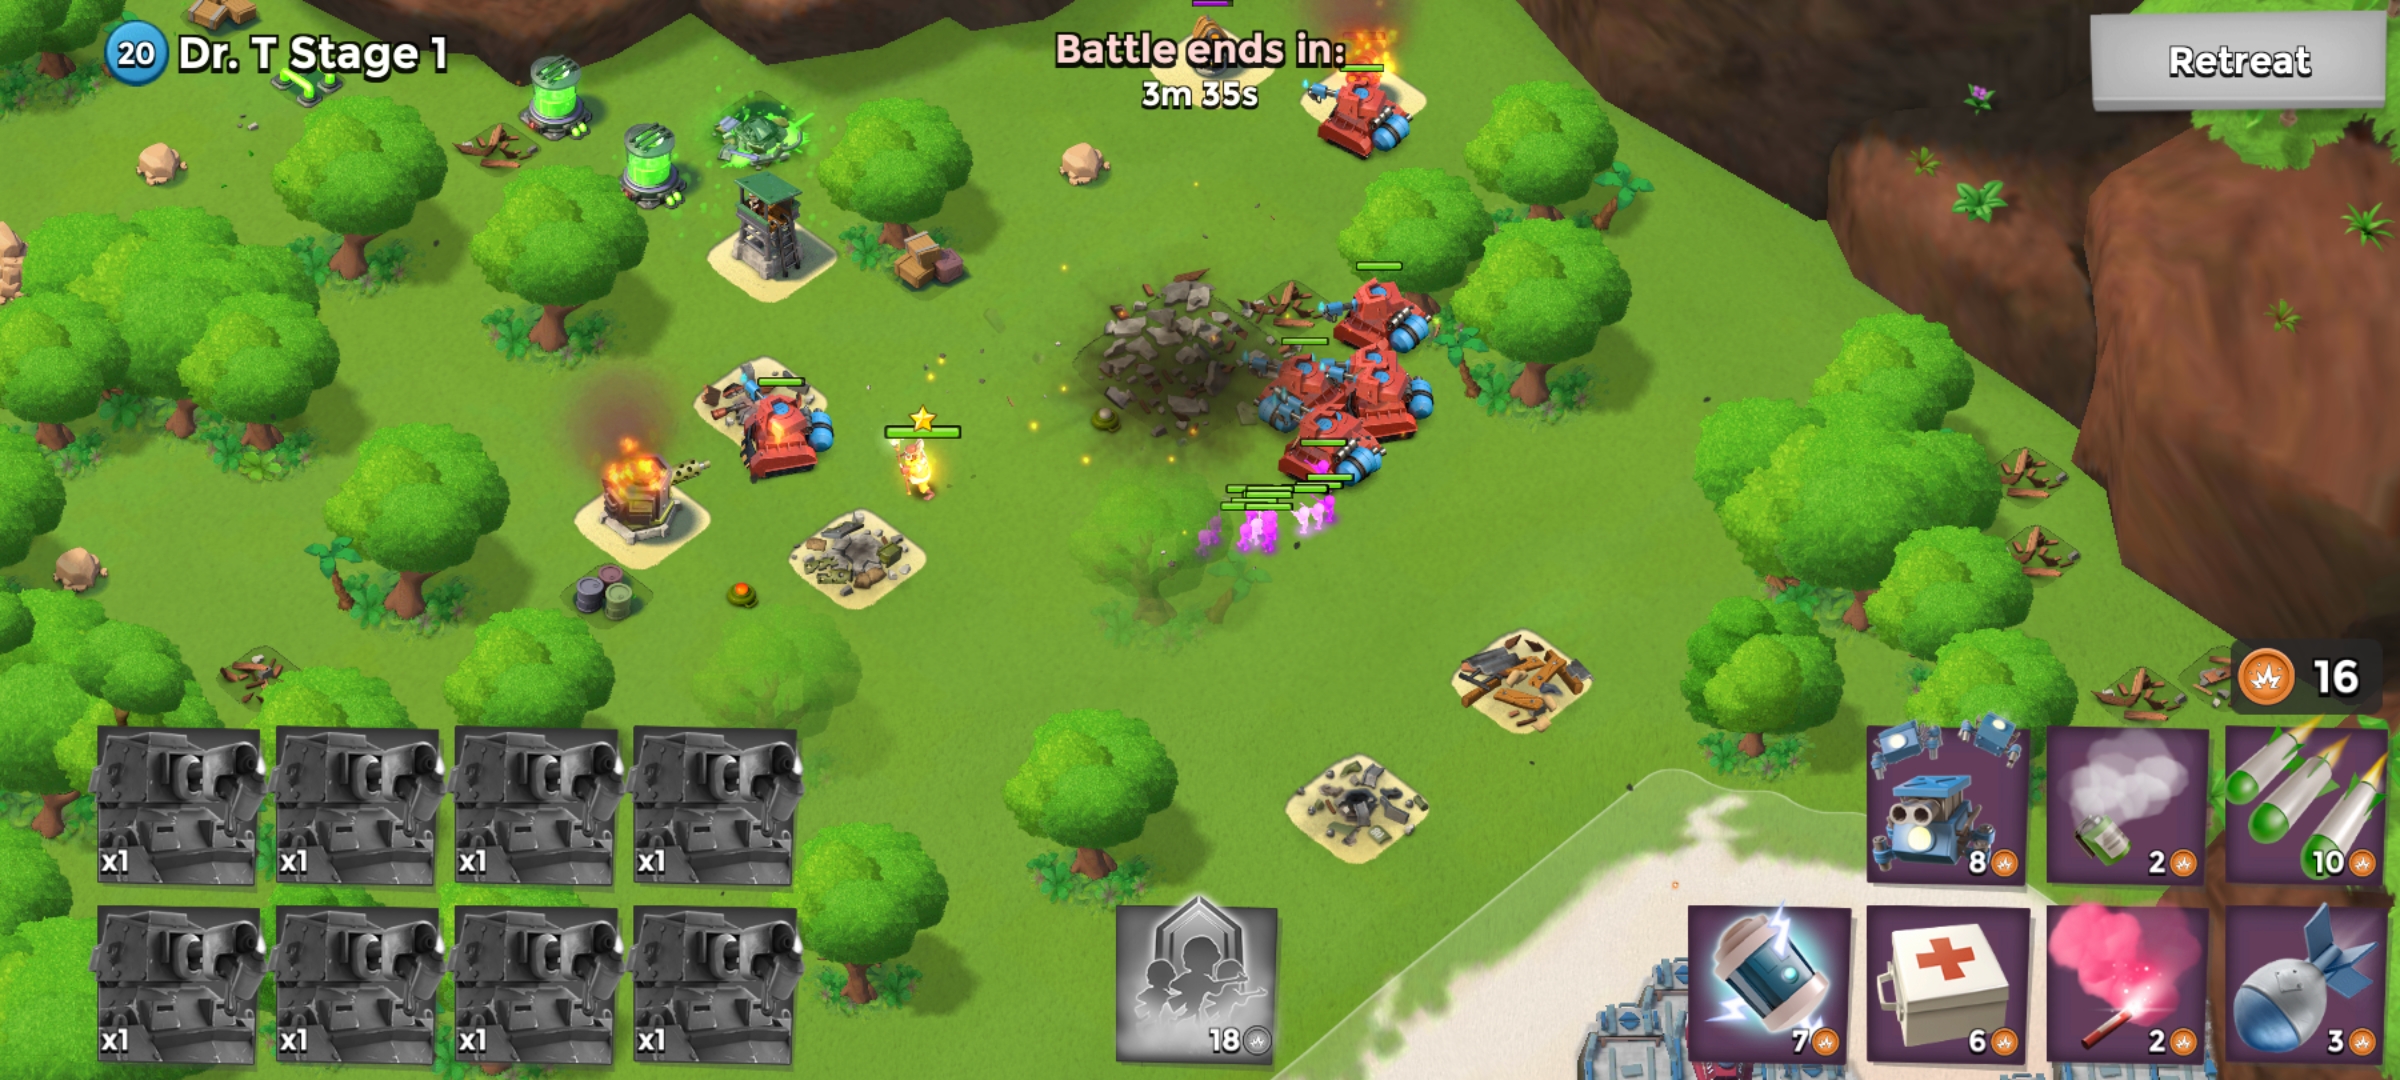 20 Dr. T Stage 1
Battle ends in:
3m 35s
Retreat
16
x1 x1 x1 x1
8 2 10
x1 x1 x1 x1
18
7 6 2 3